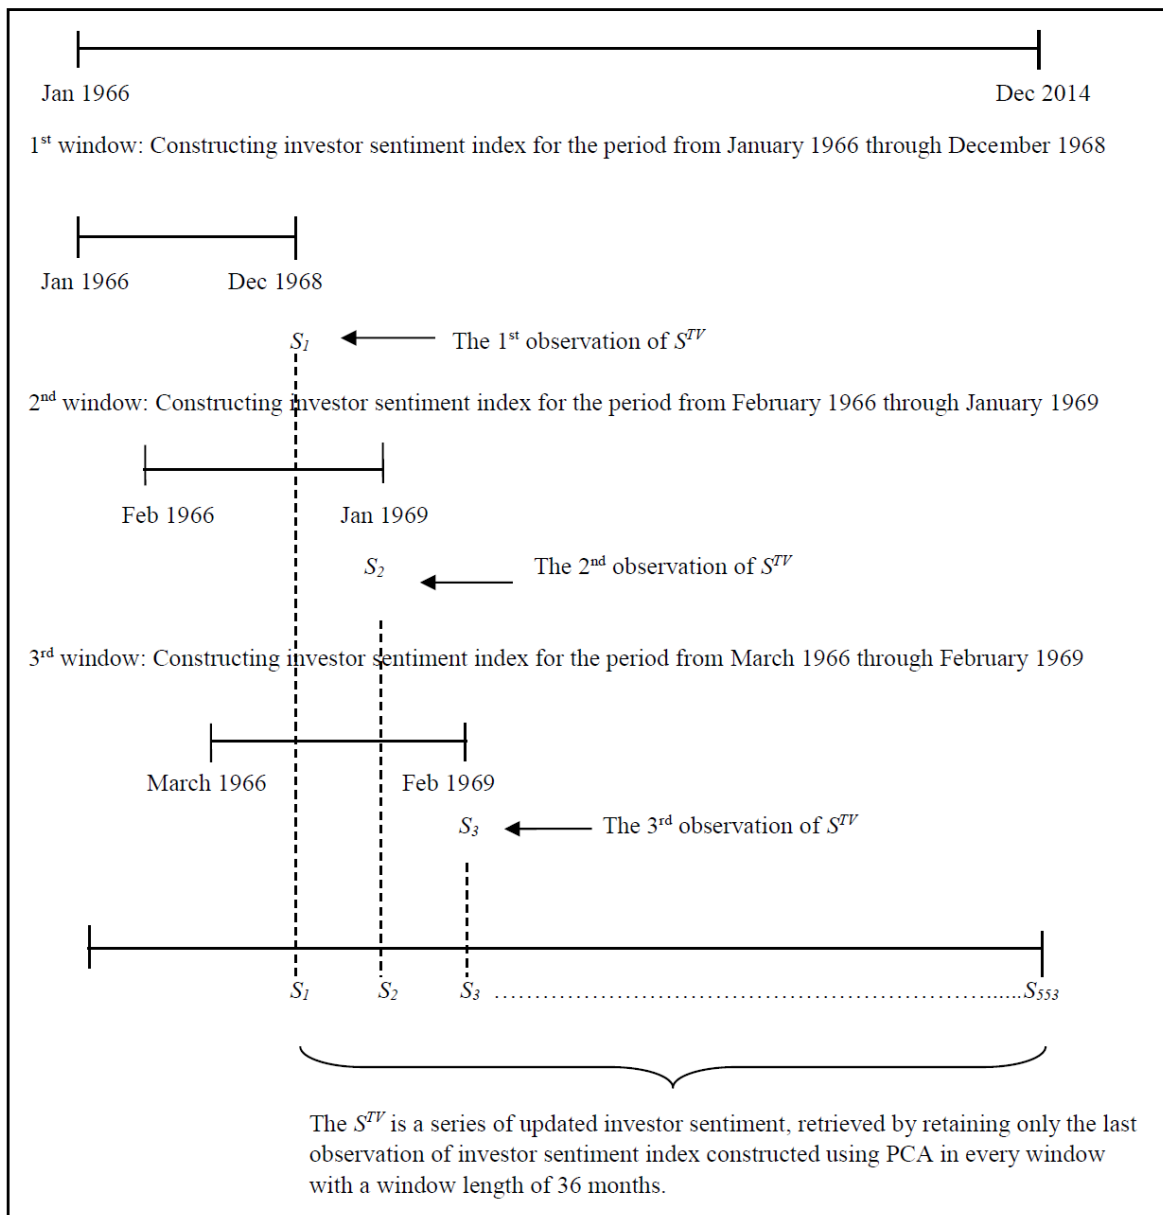 Jan 1966 Dec 2014
1st window: Constructing investor sentiment index for the period from January 1966 through December 1968
Jan 1966 Dec 1968
S1 The 1st observation of STV
2nd window: Constructing investor sentiment index for the period from February 1966 through January 1969
Feb 1966 Jan 1969
S2 The 2nd observation of STV
3rd window: Constructing investor sentiment index for the period from March 1966 through February 1969
March 1966 Feb 1969
S3 The 3rd observation of STV
S1 S2 S3 ........................................................................ S553
The STV is a series of updated investor sentiment, retrieved by retaining only the last
observation of investor sentiment index constructed using PCA in every window
with a window length of 36 months.